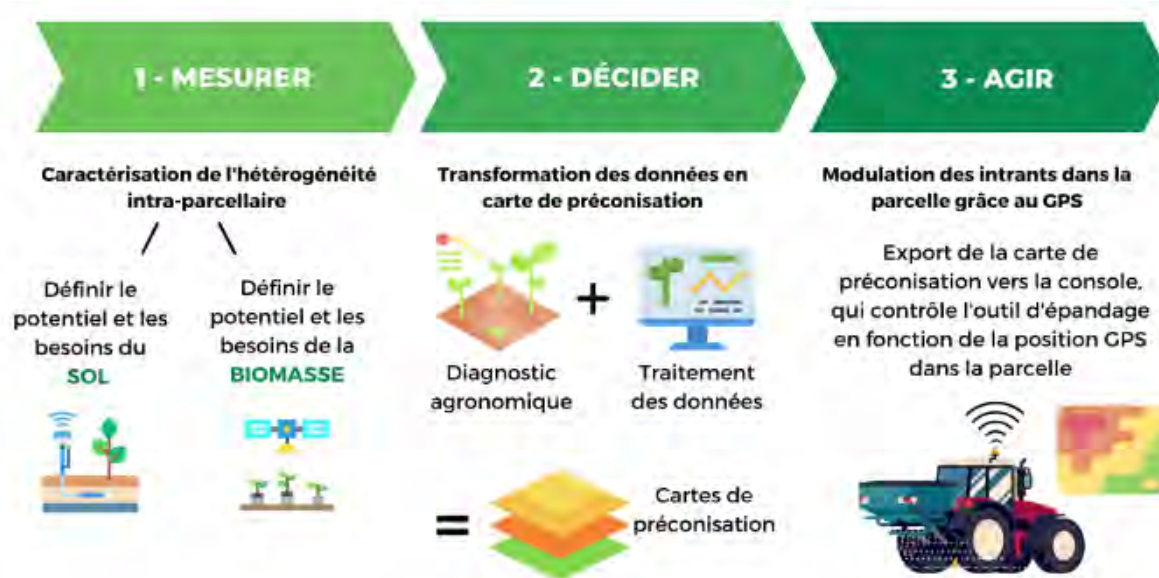 1 - MESURER
Caractérisation de l'hétérogénéité
intra-parcellaire
Définir le
potentiel et les
besoins du
SOL
Définir le
potentiel et les
besoins de la
BIOMASSE
2 - DÉCIDER
Transformation des données en
carte de préconisation
+
Diagnostic
agronomique
Traitement
des données
=
Cartes de
préconisation
3 - AGIR
Modulation des intrants dans la
parcelle grâce au GPS
Export de la carte de
préconisation vers la console,
qui contrôle l'outil d'épandage
en fonction de la position GPS
dans la parcelle